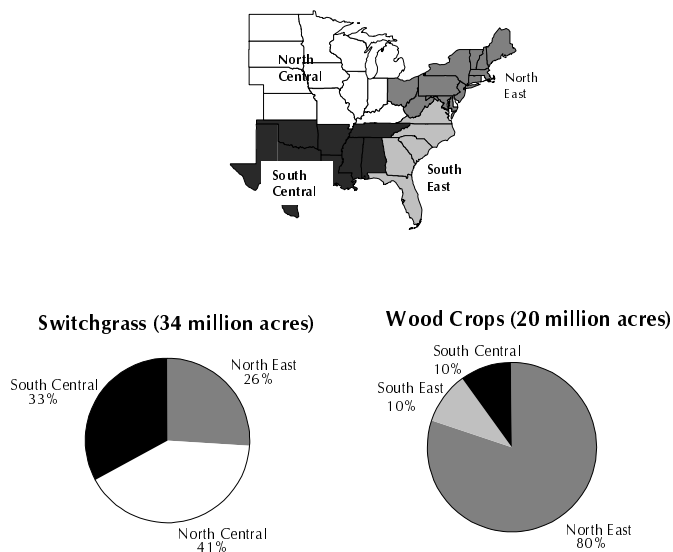 North
Central
North
East
South
Central
South
East
Switchgrass (34 million acres)
South Central
33%
North East
26%
North Central
41%
Wood Crops (20 million acres)
South Central
10%
South East
10%
North East
80%